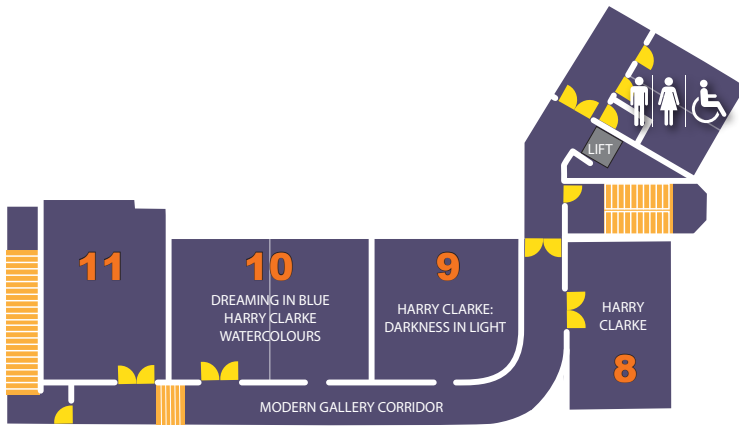 LIFT
11
10
DREAMING IN BLUE
HARRY CLARKE
WATERCOLOURS
9
HARRY CLARKE:
DARKNESS IN LIGHT
HARRY
CLARKE
8
MODERN GALLERY CORRIDOR